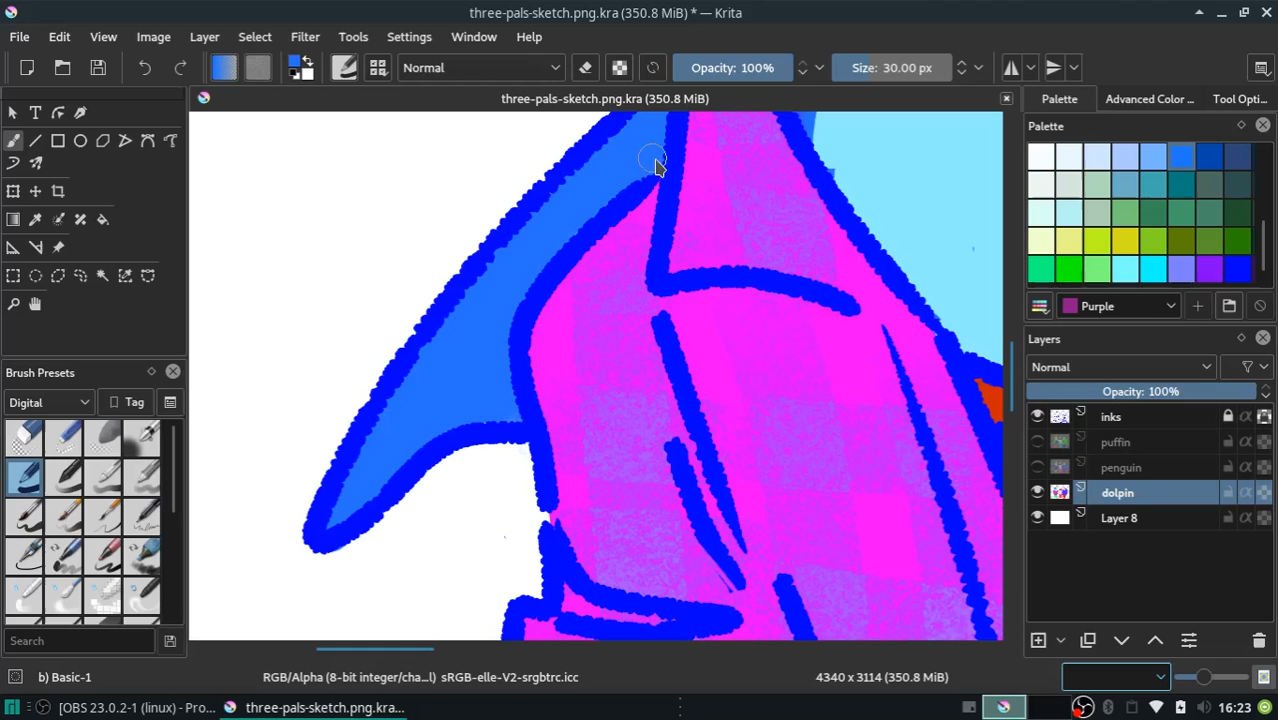 three-pals-sketch.png.kra (350.8 MiB) * — Krita
File Edit View Image Layer Select Filter Tools Settings Window Help
Normal Opacity: 100% Size: 30.00 px
three-pals-sketch.png.kra (350.8 MiB)
Palette Advanced Color ... Tool Opti...
Palette
Purple
Layers
Normal
Opacity: 100%
inks
puffin
penguin
dolpin
Layer 8
Brush Presets
Digital Tag
Search
b) Basic-1 RGB/Alpha (8-bit integer/cha...l) sRGB-elle-V2-srgbtrc.icc 4340 x 3114 (350.8 MiB)
[OBS 23.0.2-1 (linux) - Pro... three-pals-sketch.png.kra... 16:23